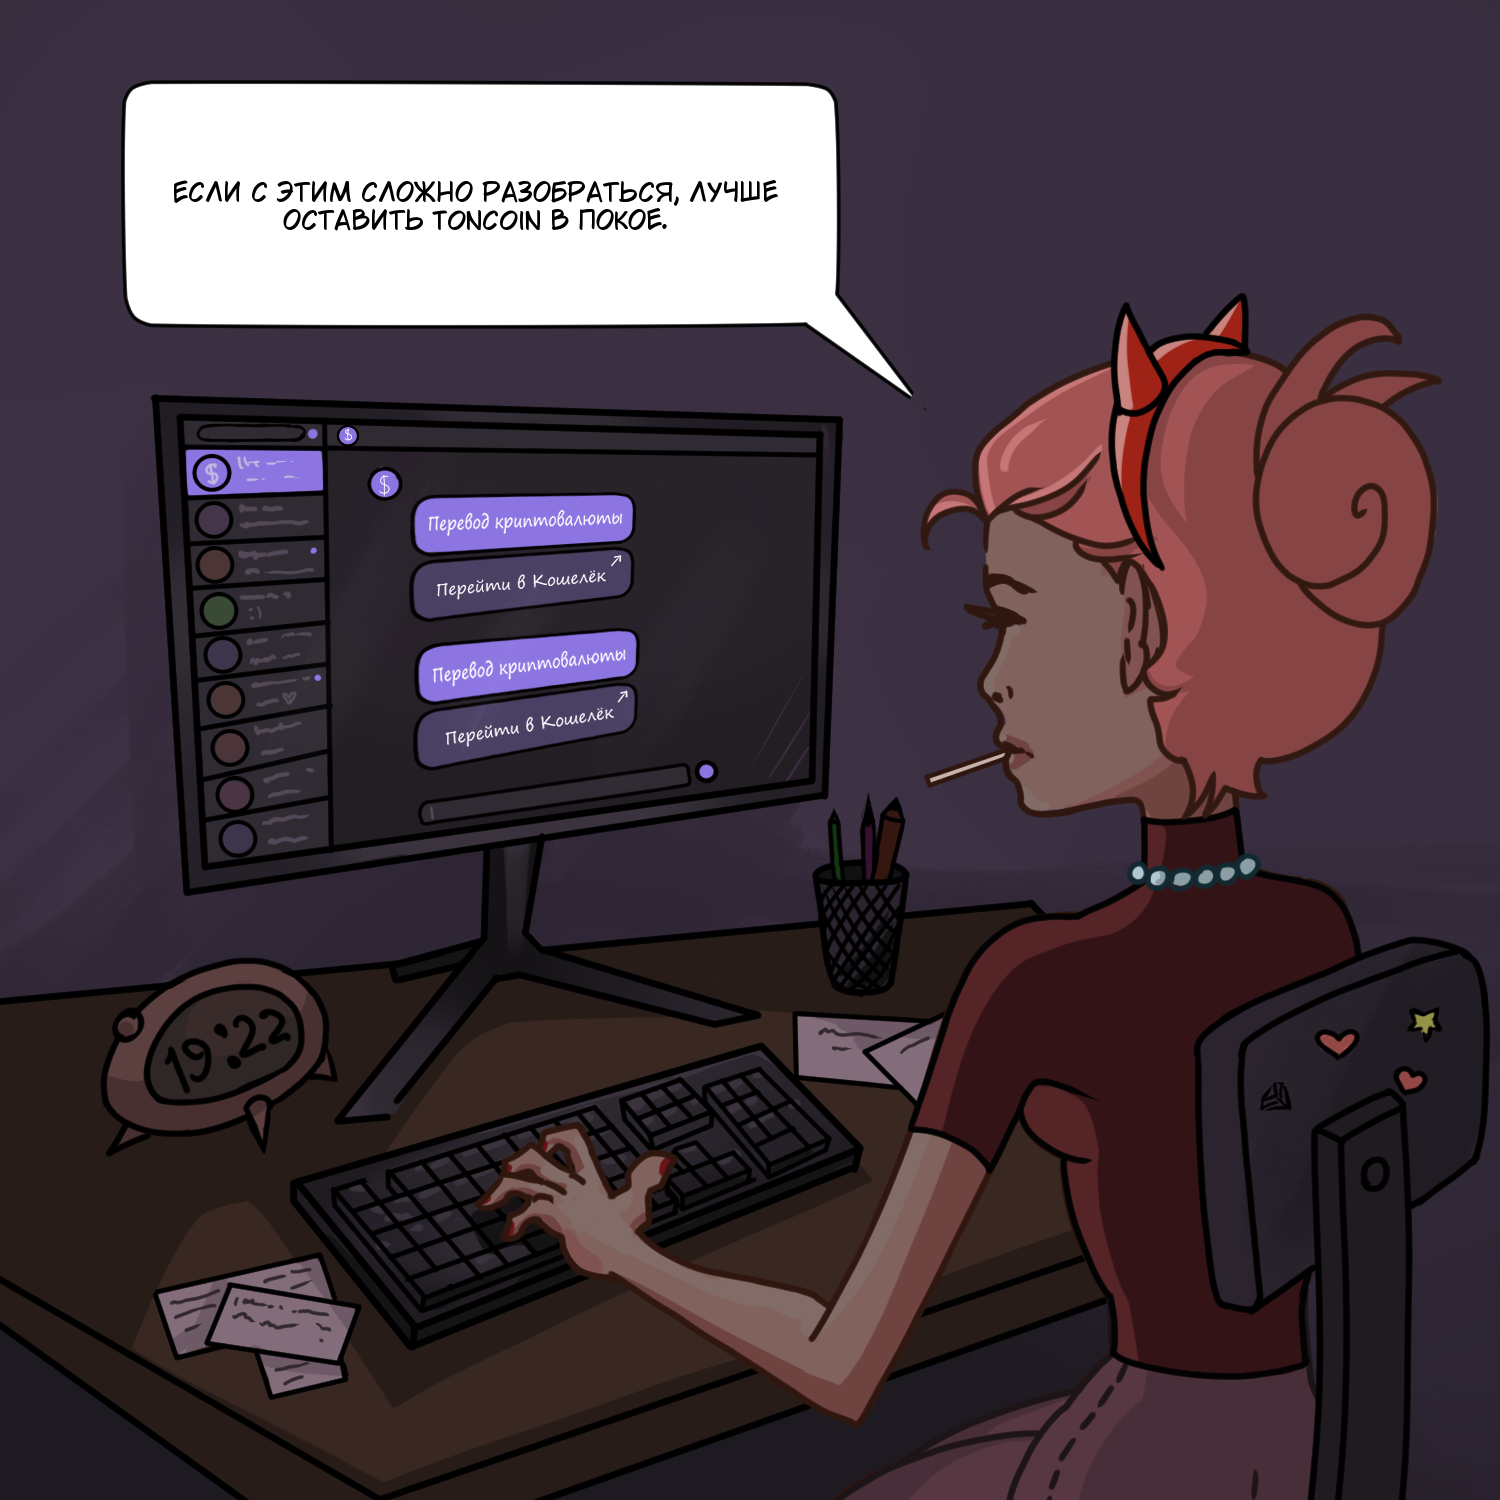 ЕСЛИ С ЭТИМ СЛОЖНО РАЗОБРАТЬСЯ, ЛУЧШЕ
ОСТАВИТЬ TONCOIN В ПОКОЕ.
$
$
$
Перевод криптовалюты
Перейти в Кошелёк
:)
Перевод криптовалюты
Перейти в Кошелёк
19:22